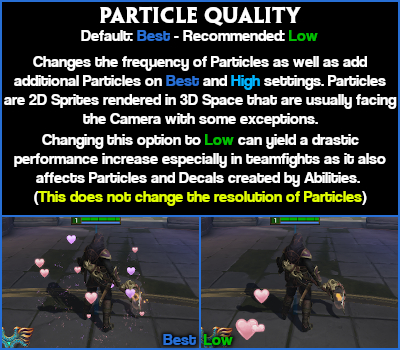 PARTICLE QUALITY
Default: Best - Recommended: Low
Changes the frequency of Particles as well as add
additional Particles on Best and High settings. Particles
are 2D Sprites rendered in 3D Space that are usually facing
the Camera with some exceptions.
Changing this option to Low can yield a drastic
performance increase especially in teamfights as it also
affects Particles and Decals created by Abilities.
(This does not change the resolution of Particles)
1
1
Best Low